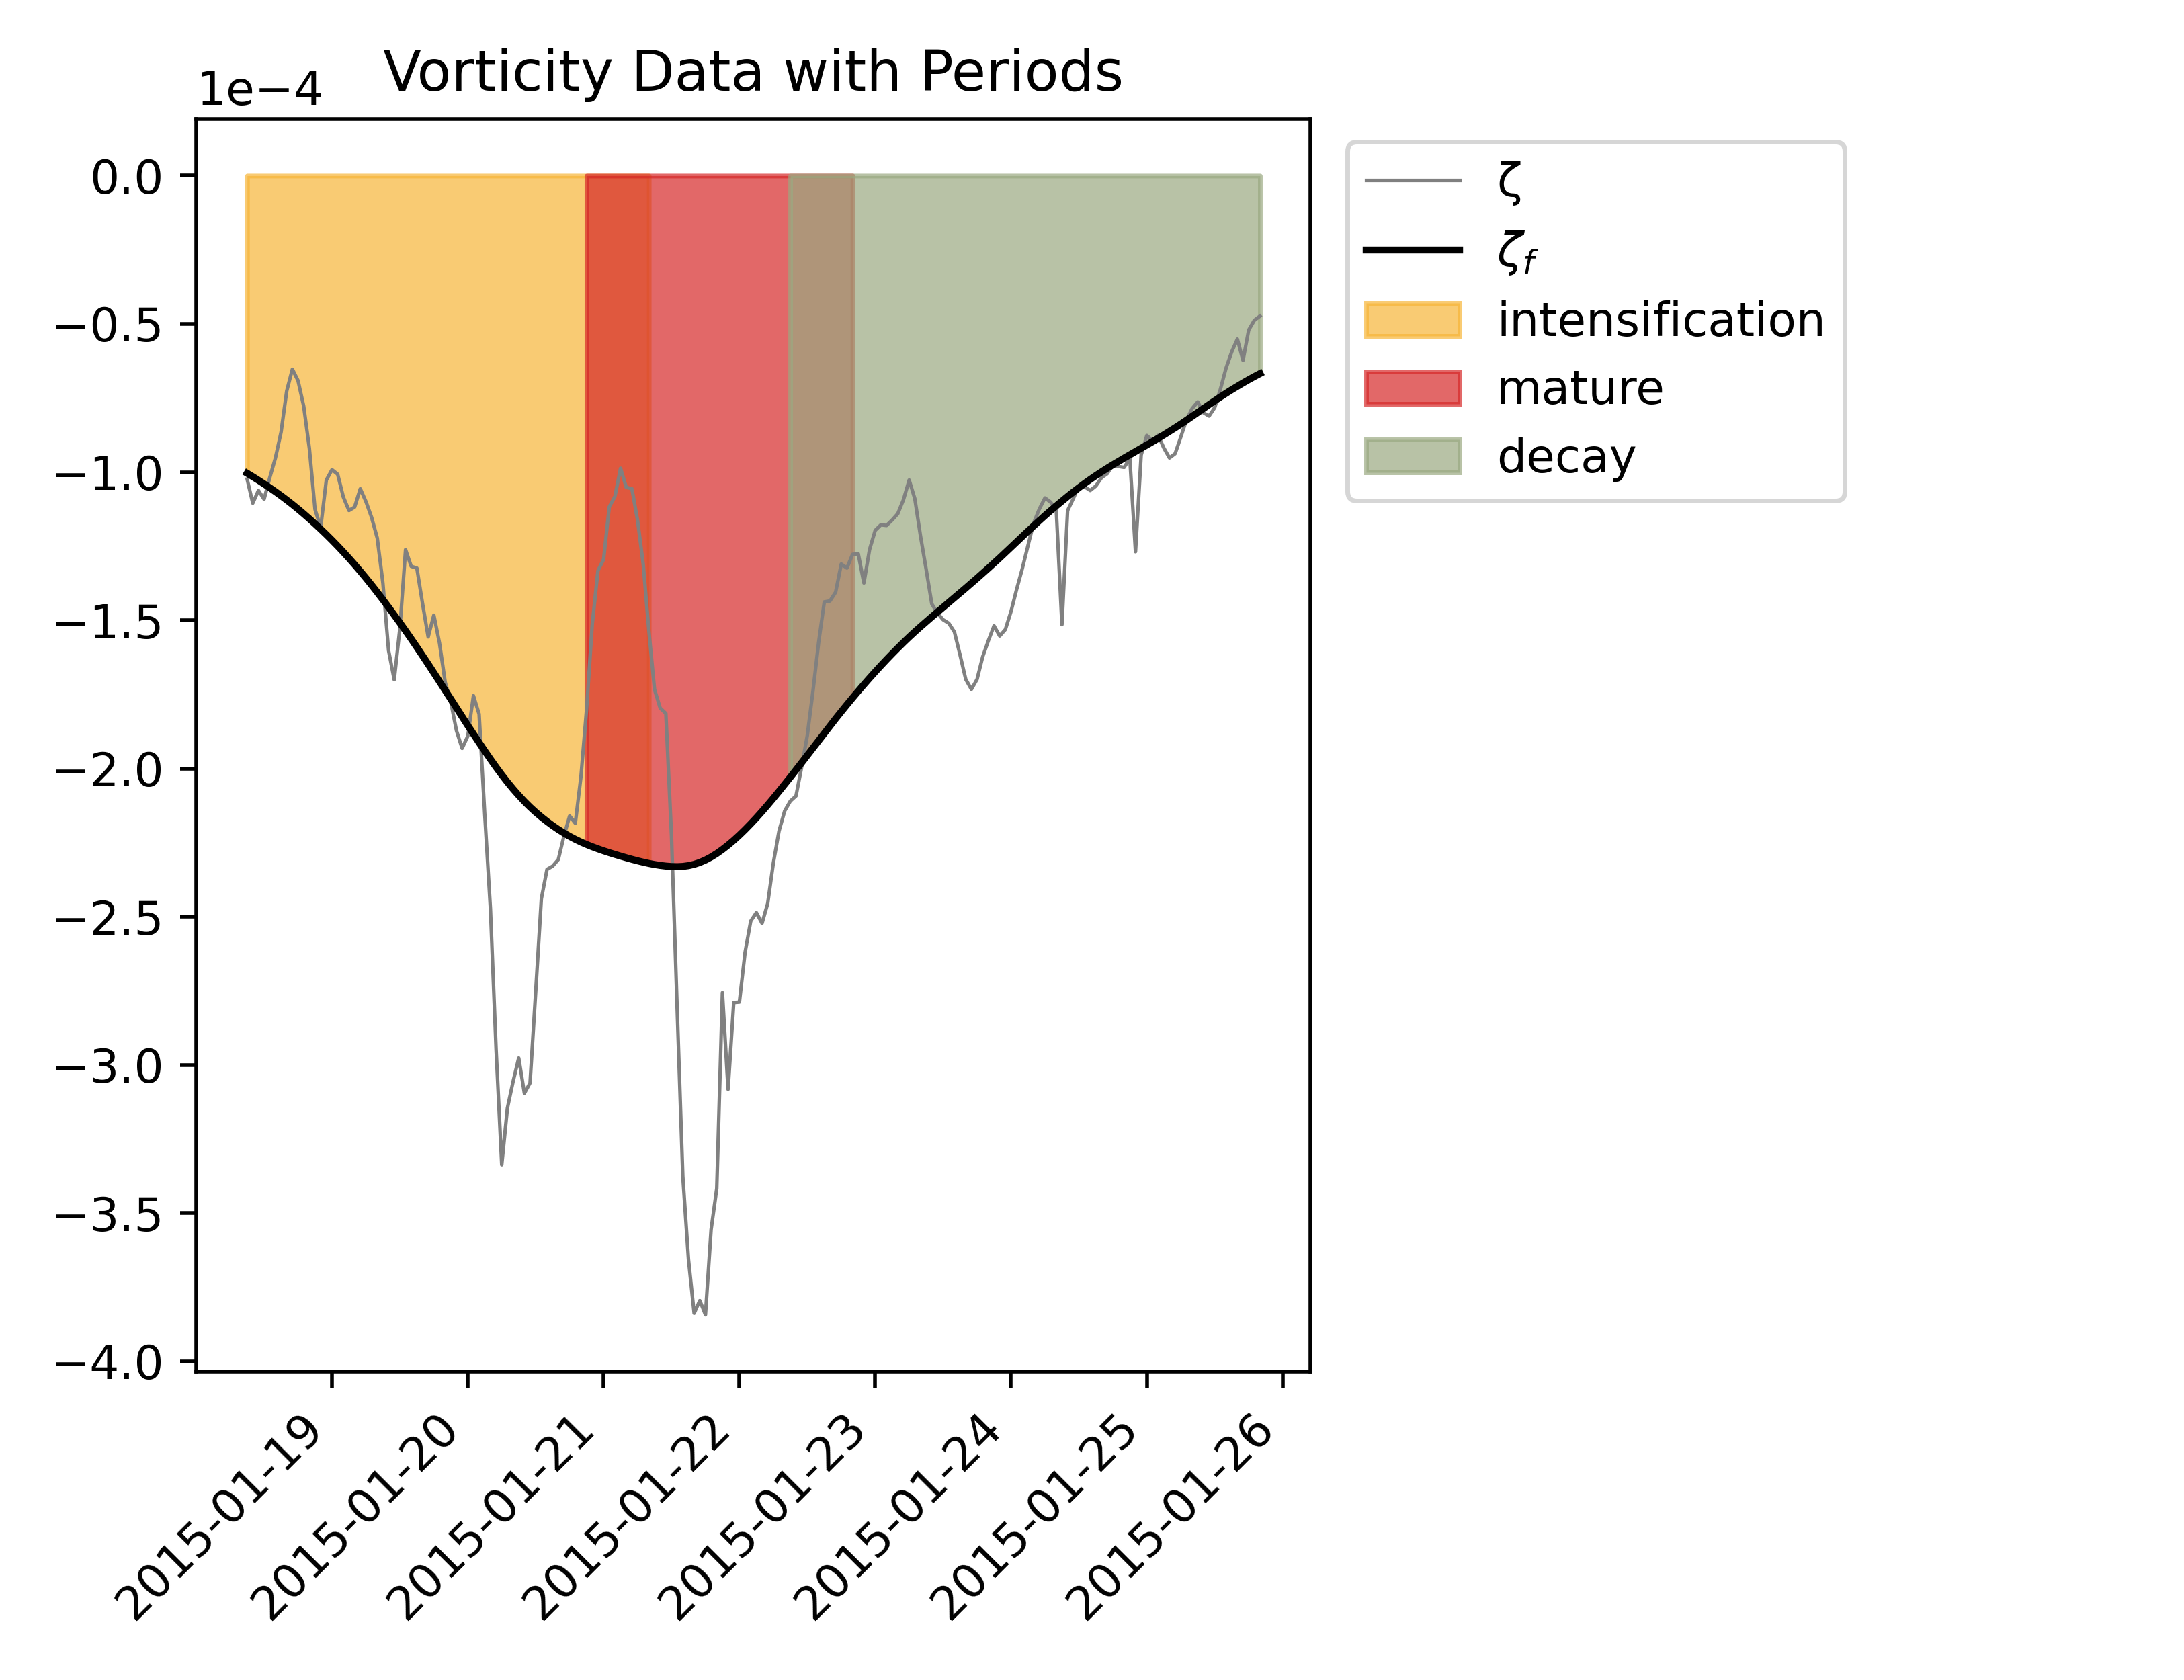 Vorticity Data with Periods
1e−4
0.0
−0.5
−1.0
−1.5
−2.0
−2.5
−3.0
−3.5
−4.0
2015-01-19
2015-01-20
2015-01-21
2015-01-22
2015-01-23
2015-01-24
2015-01-25
2015-01-26
ζ
ζf
intensification
mature
decay